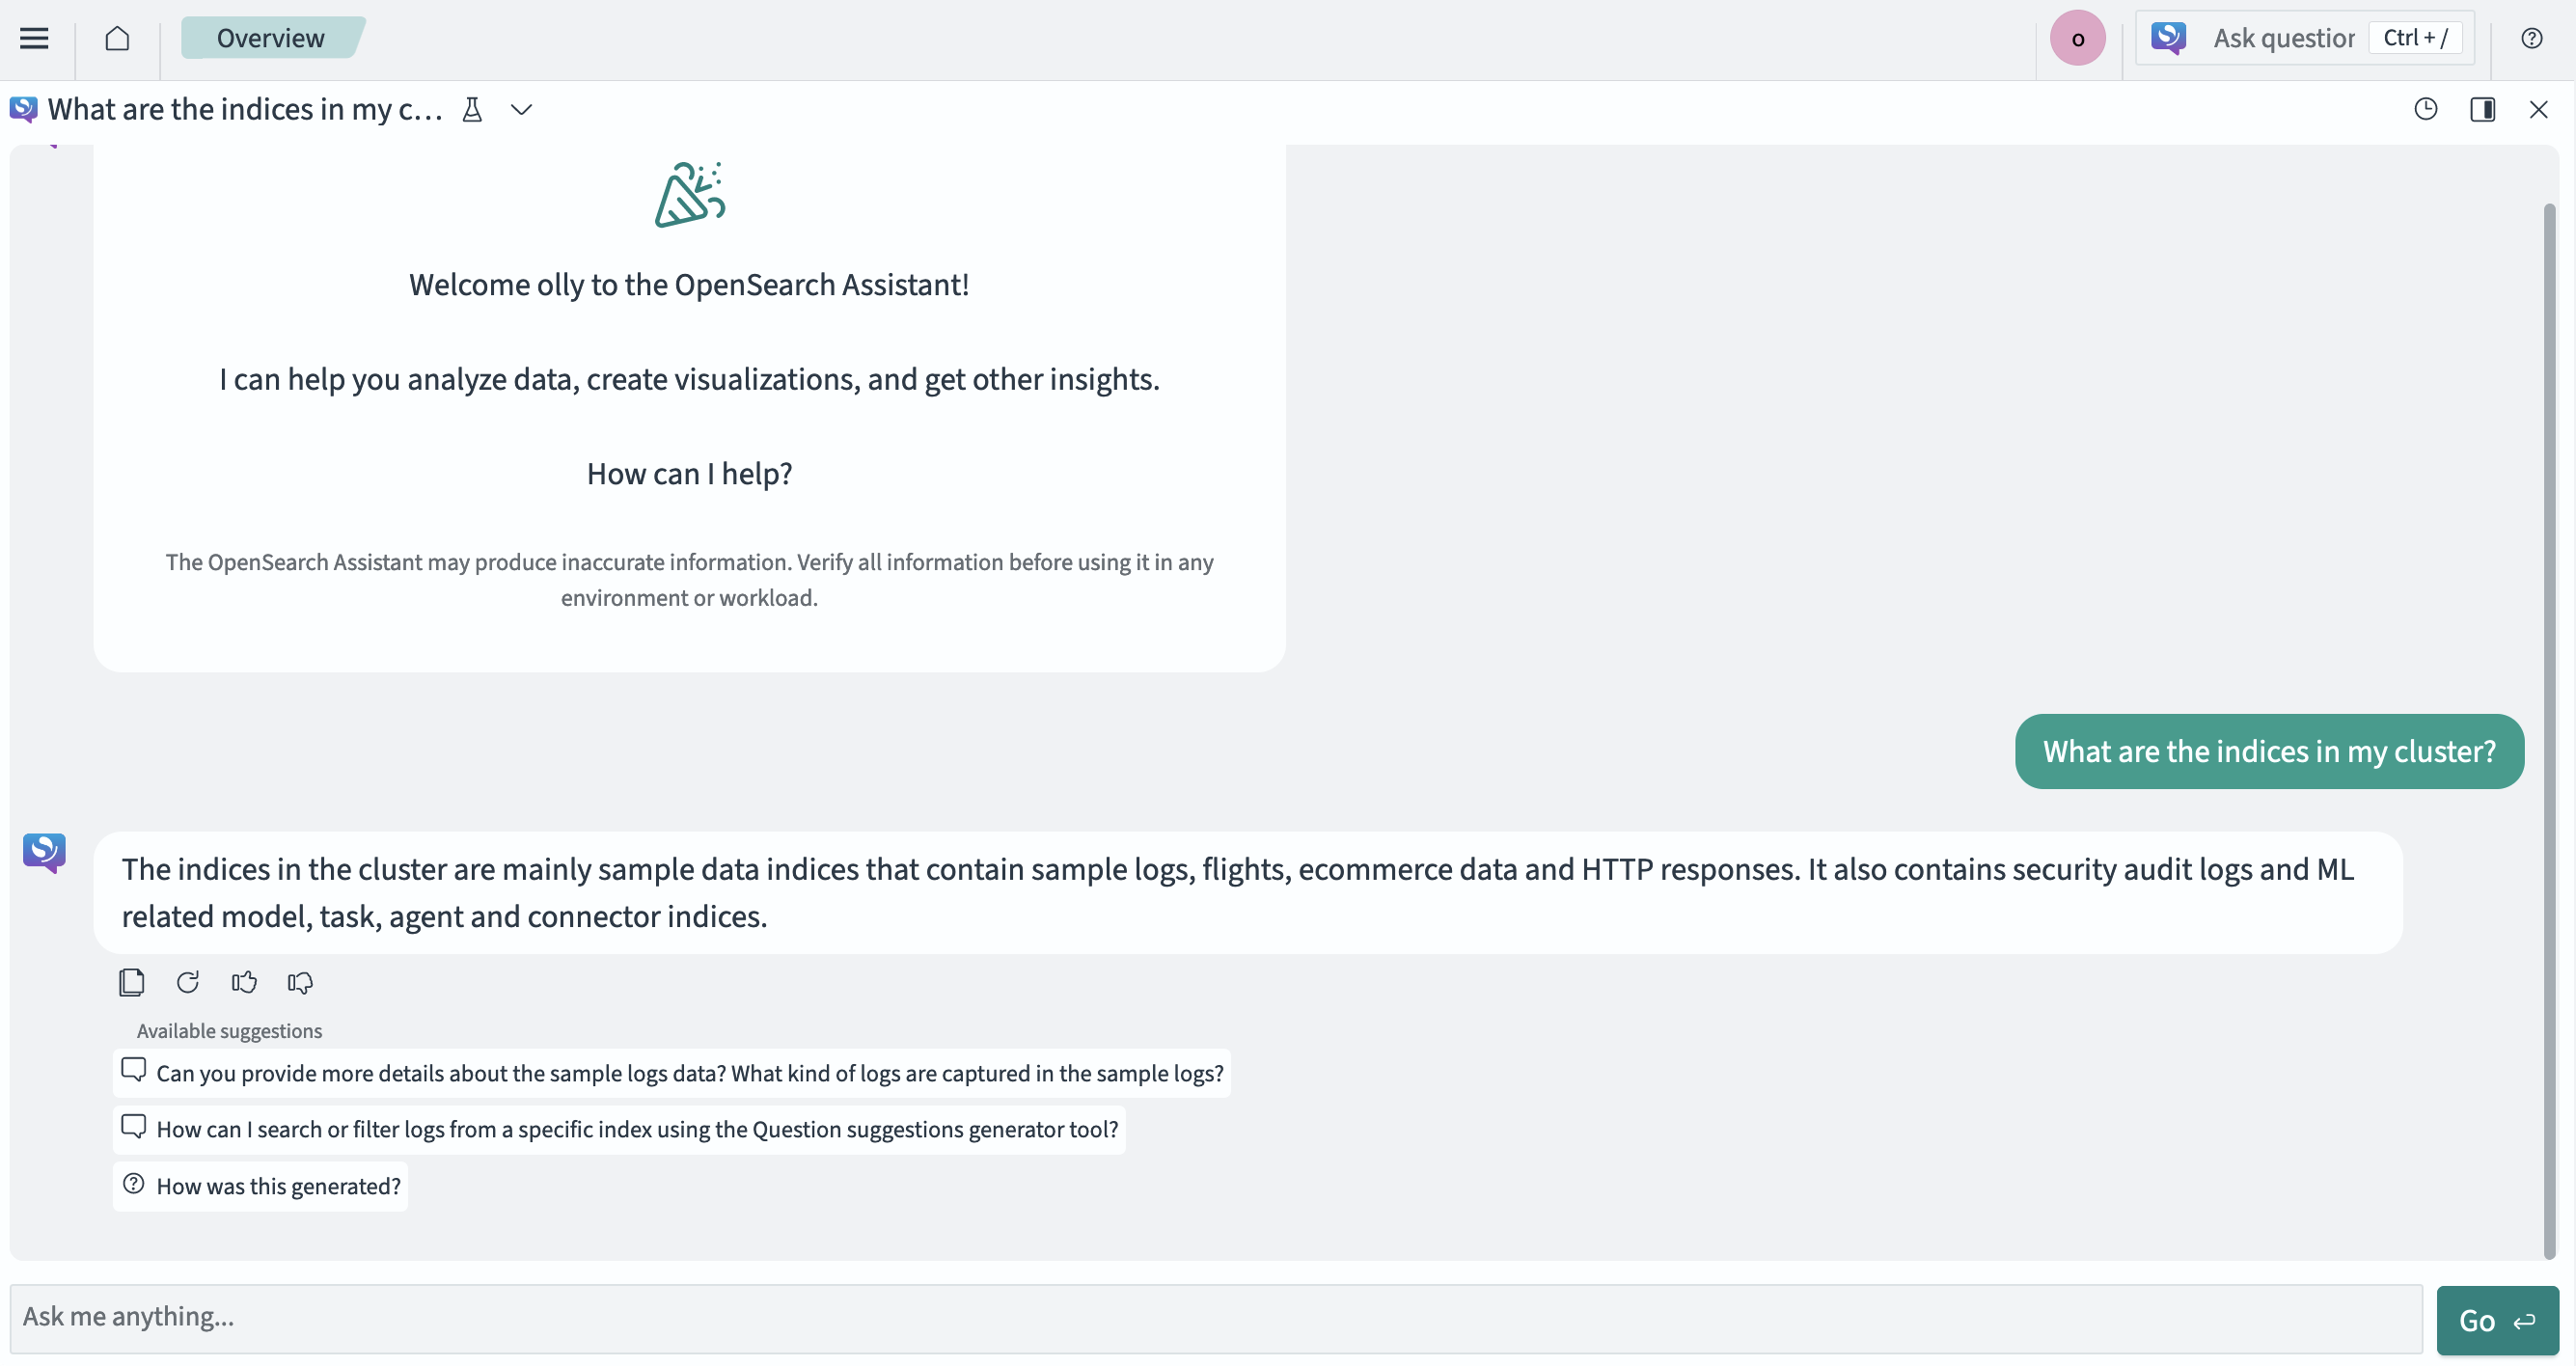 Overview
o
Ask question
Ctrl + /
What are the indices in my c...
Welcome olly to the OpenSearch Assistant!
I can help you analyze data, create visualizations, and get other insights.
How can I help?
The OpenSearch Assistant may produce inaccurate information. Verify all information before using it in any
environment or workload.
What are the indices in my cluster?
The indices in the cluster are mainly sample data indices that contain sample logs, flights, ecommerce data and HTTP responses. It also contains security audit logs and ML
related model, task, agent and connector indices.
Available suggestions
Can you provide more details about the sample logs data? What kind of logs are captured in the sample logs?
How can I search or filter logs from a specific index using the Question suggestions generator tool?
How was this generated?
Ask me anything...
Go